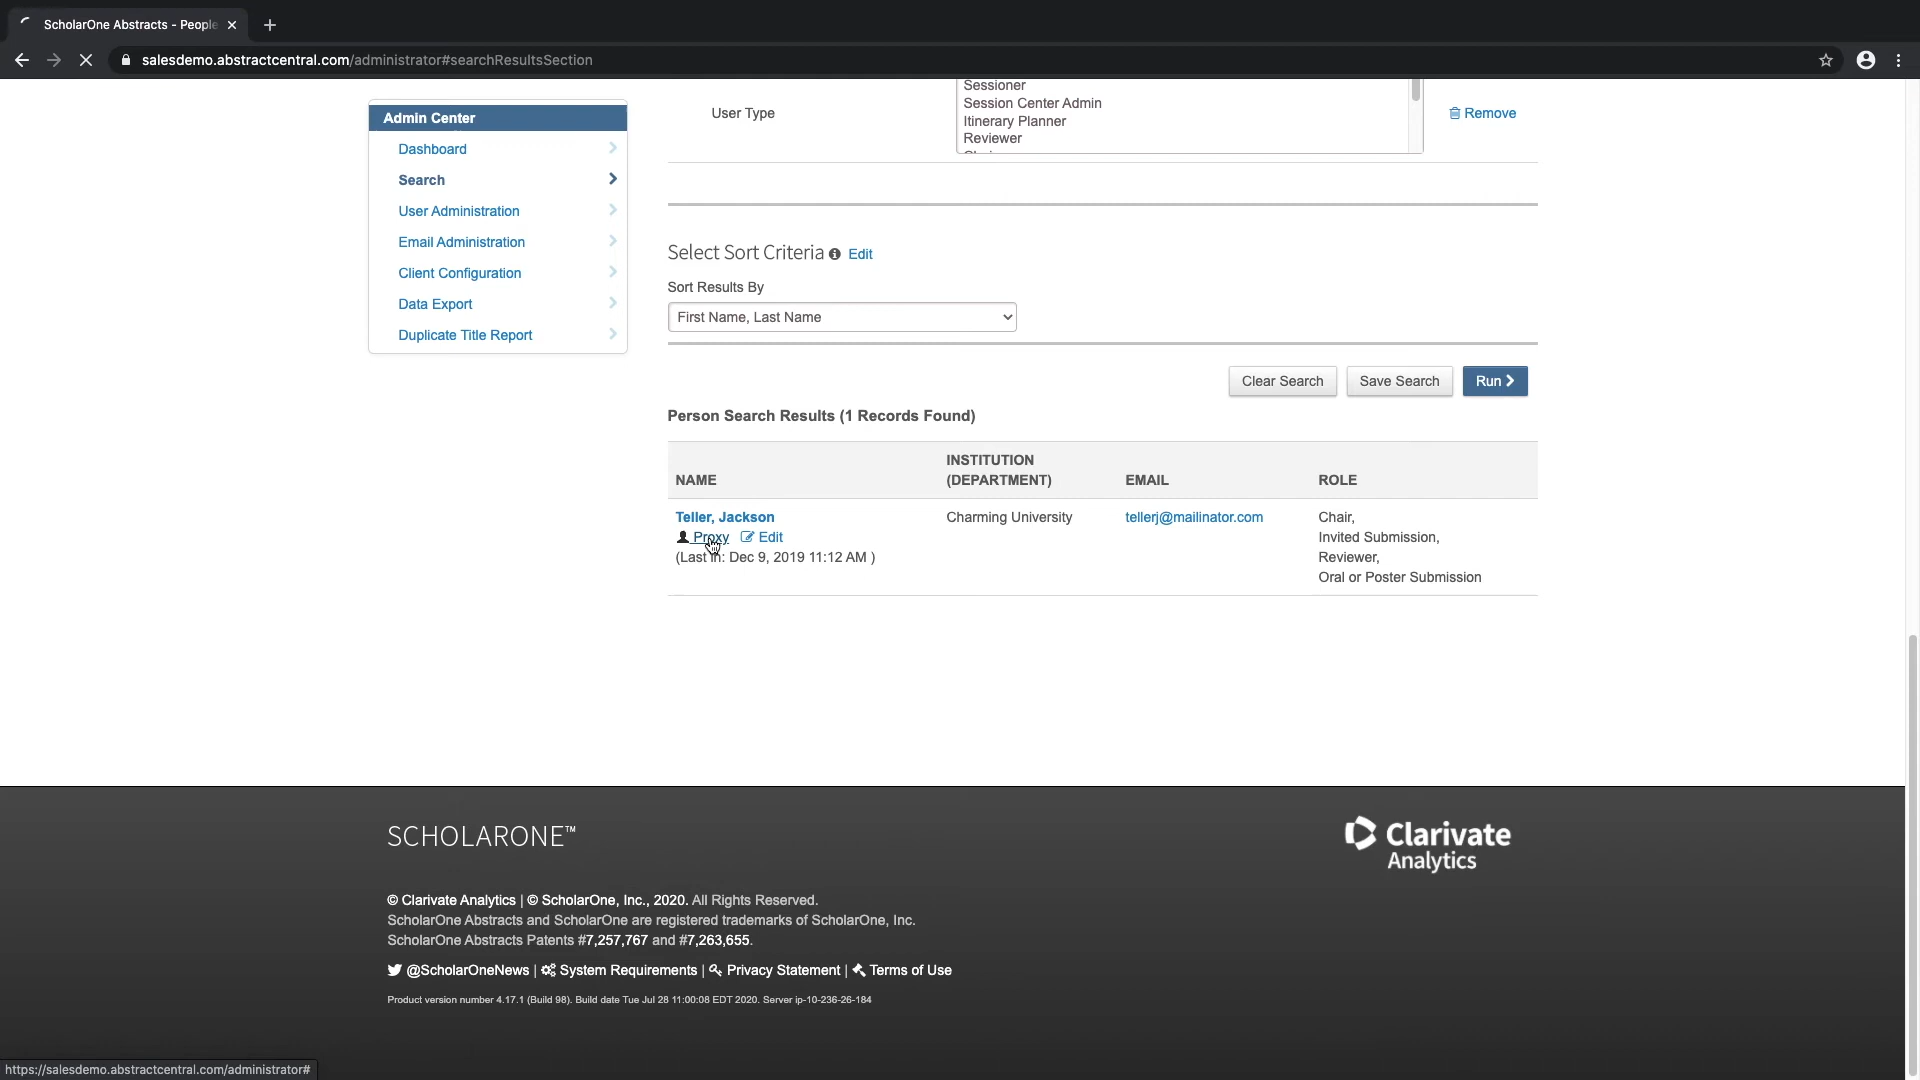 ScholarOne Abstracts - People
salesdemo.abstractcentral.com/administrator#searchResultsSection
Admin Center
Dashboard
Search
User Administration
Email Administration
Client Configuration
Data Export
Duplicate Title Report
User Type
Sessioner
Session Center Admin
Itinerary Planner
Reviewer
Remove
Select Sort Criteria Edit
Sort Results By
First Name, Last Name
Clear Search
Save Search
Run
Person Search Results (1 Records Found)
NAME
INSTITUTION
(DEPARTMENT)
EMAIL
ROLE
Teller, Jackson
Proxy Edit
(Last in: Dec 9, 2019 11:12 AM )
Charming University
tellerj@mailinator.com
Chair,
Invited Submission,
Reviewer,
Oral or Poster Submission
SCHOLARONE™
Clarivate
Analytics
© Clarivate Analytics | © ScholarOne, Inc., 2020. All Rights Reserved.
ScholarOne Abstracts and ScholarOne are registered trademarks of ScholarOne, Inc.
ScholarOne Abstracts Patents #7,257,767 and #7,263,655.
@ScholarOneNews | System Requirements | Privacy Statement | Terms of Use
Product version number 4.17.1 (Build 98). Build date Tue Jul 28 11:00:08 EDT 2020. Server ip-10-236-26-184
https://salesdemo.abstractcentral.com/administrator#